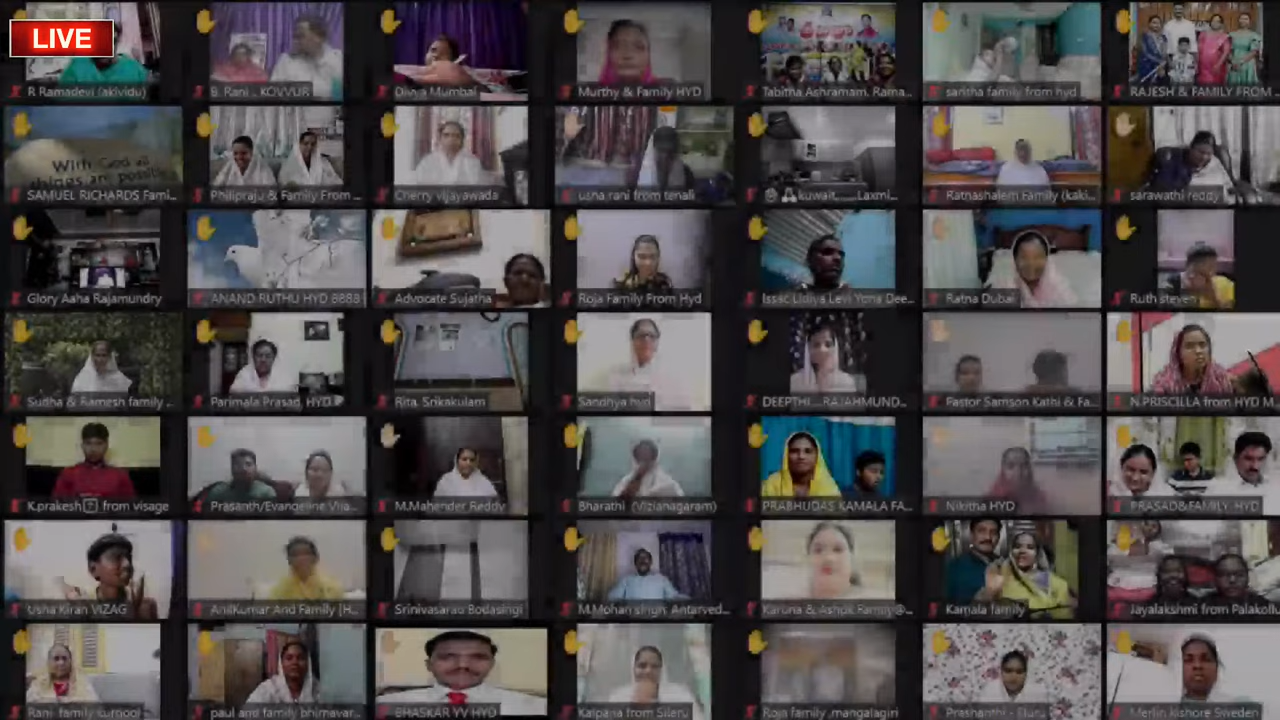 LIVE
R Ramadevi (akividu)
B. Rani .. KOVVUR
Divya Mumbai
Murthy & Family HYD
Tabitha Ashramam, Rama...
santha family from hyd
RAJESH & FAMILY FROM
With God all
things are possible
SAMUEL RICHARDS Fami...
Philipraju & Family From ...
Cherry vijayawada
usha rani from tenali
kuwait, ... Laxmi...
Ratnashalem Family (kaki...
sarawathi reddy
Glory Aaha Rajamundry
ANAND RUTHU HYD 8888
Advocate Sujatha
Roja Family From Hyd
Issac Lidiya Levi Yona Dee...
Ratna Dubai
Ruth steven
Sudha & Ramesh family ...
Parimala Prasad, HYD
Rita, Srikakulam
Sandhya hyd
DEEPTHI...RAJAHMUND...
Pastor Samson Kathi & Fa...
N.PRISCILLA from HYD M
K.prakesh from visage
Prasanth/Evangeline Vija...
M.Mahender Reddy
Bharathi (Vizianagaram)
PRABHUDAS KAMALA FA...
Nikitha HYD
PRASAD&FAMILY, HYD
Usha Kiran VIZAG
AnilKumar And Family [H...
Srinivasarao Bodasingi
M.Mohan singh, Antarved...
Karuna & Ashok Family@...
Kamala family
Jayalakshmi from Palakollu
Rani family kurnool
paul and family bhimavar...
BHASKAR YV HYD
Kalpana from Sileru
Roja family ,mangalagiri
Prashanthi - Eluru
Merlin kishore Sweden